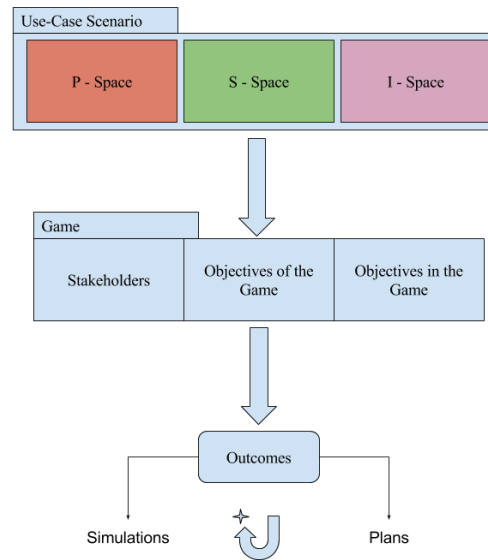 Use-Case Scenario
P - Space
S - Space
I - Space
Game
Stakeholders
Objectives of the
Game
Objectives in the
Game
Outcomes
Simulations
Plans